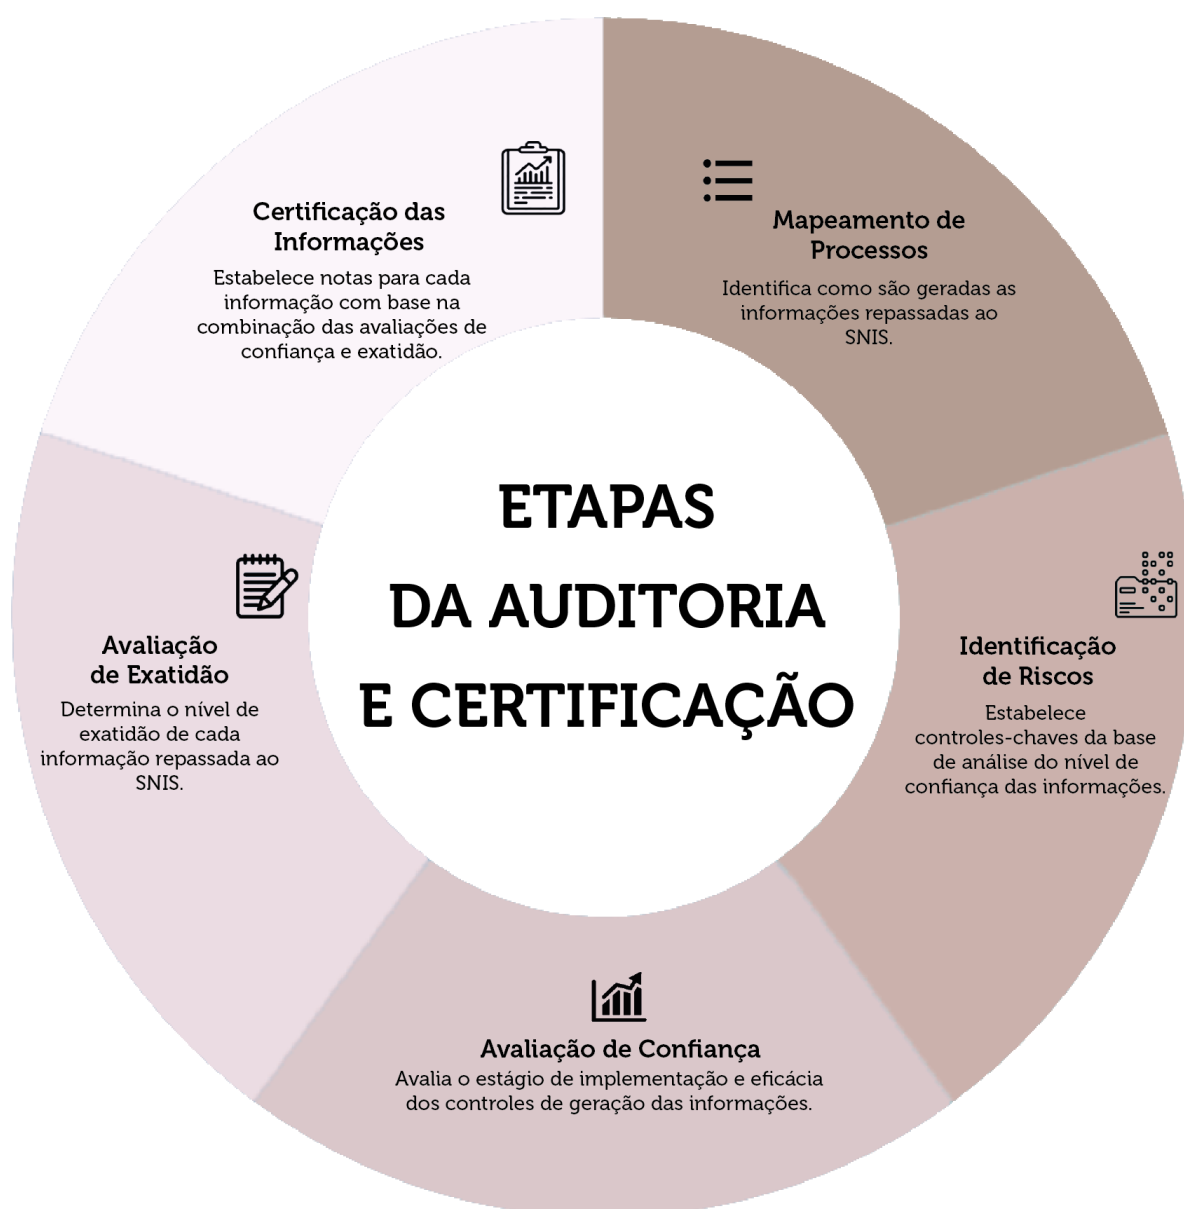 ETAPAS
DA AUDITORIA
E CERTIFICAÇÃO
Mapeamento de
Processos
Identifica como são geradas as
informações repassadas ao
SNIS.
Identificação
de Riscos
Estabelece
controles-chaves da base
de análise do nível de
confiança das informações.
Avaliação de Confiança
Avalia o estágio de implementação e eficácia
dos controles de geração das informações.
Avaliação
de Exatidão
Determina o nível de
exatidão de cada
informação repassada ao
SNIS.
Certificação das
Informações
Estabelece notas para cada
informação com base na
combinação das avaliações de
confiança e exatidão.